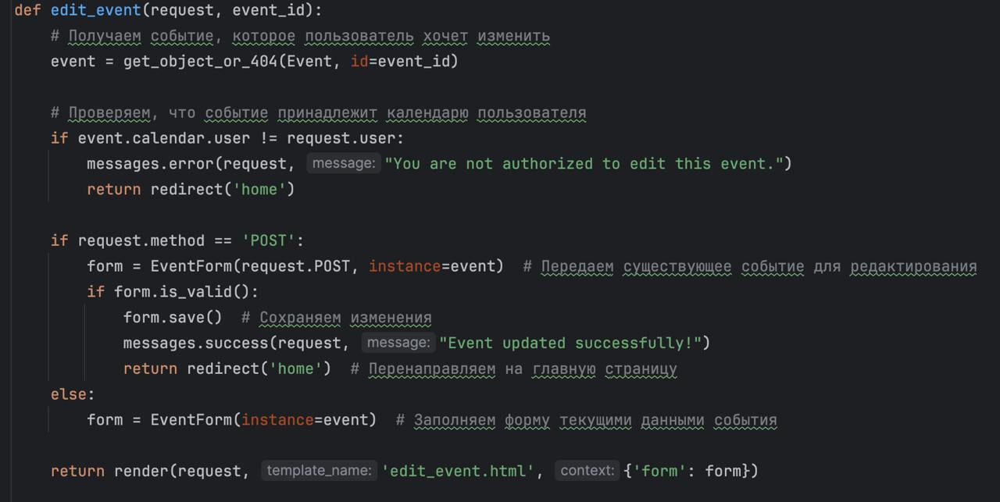 def edit_event(request, event_id):
    # Получаем событие, которое пользователь хочет изменить
    event = get_object_or_404(Event, id=event_id)

    # Проверяем, что событие принадлежит календарю пользователя
    if event.calendar.user != request.user:
        messages.error(request, message: "You are not authorized to edit this event.")
        return redirect('home')

    if request.method == 'POST':
        form = EventForm(request.POST, instance=event)  # Передаем существующее событие для редактирования
        if form.is_valid():
            form.save()  # Сохраняем изменения
            messages.success(request, message: "Event updated successfully!")
            return redirect('home')  # Перенаправляем на главную страницу
    else:
        form = EventForm(instance=event)  # Заполняем форму текущими данными события

    return render(request, template_name: 'edit_event.html', context: {'form': form})